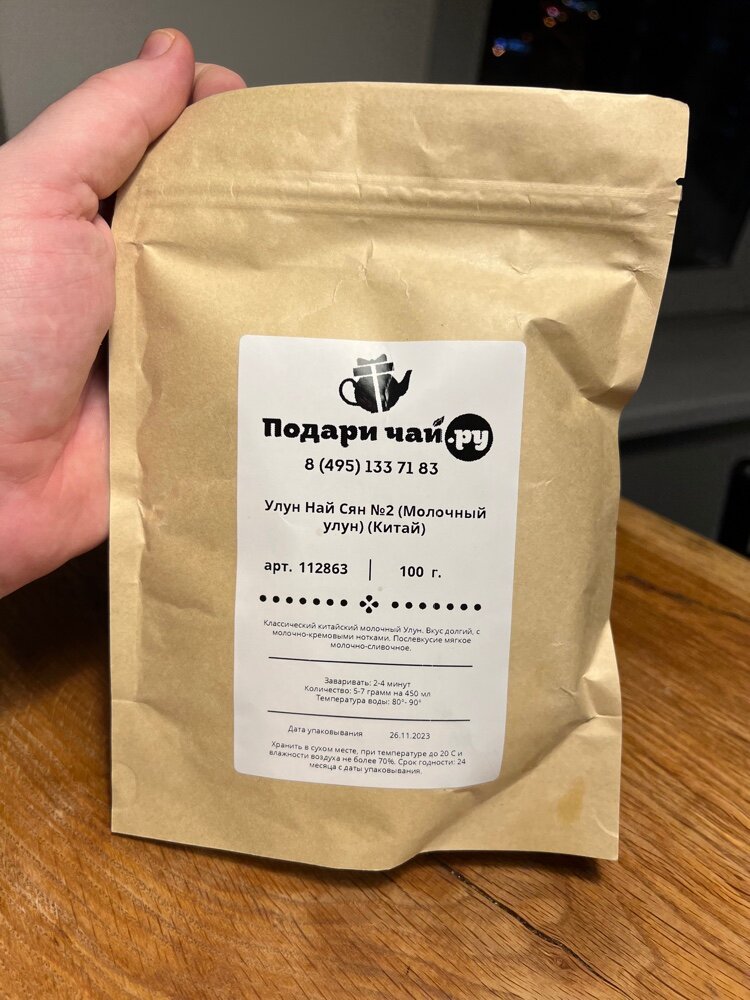 Подари чай.ру
8 (495) 133 71 83
Улун Най Сян №2 (Молочный
улун) (Китай)
арт. 112863 | 100 г.
Классический китайский молочный Улун. Вкус долгий, с
молочно-кремовыми нотками. Послевкусие мягкое
молочно-сливочное.
Заваривать: 2-4 минут
Количество: 5-7 грамм на 450 мл
Температура воды: 80°- 90°
Дата упаковывания 26.11.2023
Хранить в сухом месте, при температуре до 20 С и
влажности воздуха не более 70%. Срок годности: 24
месяца с даты упаковывания.